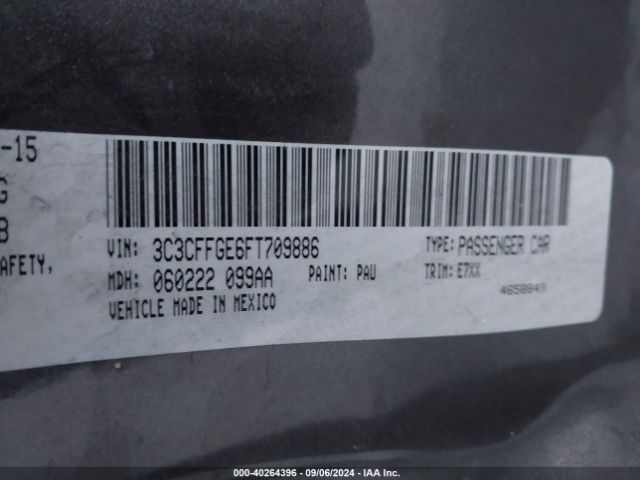 -15
G
B
AFETY,
VIN: 3C3CFFGE6FT709886
TYPE: PASSENGER CAR
MDH: 060222 099AA
PAINT: PAU
TRIM: E7XX
VEHICLE MADE IN MEXICO
4658843
000-40264396 - 09/06/2024 - IAA Inc.